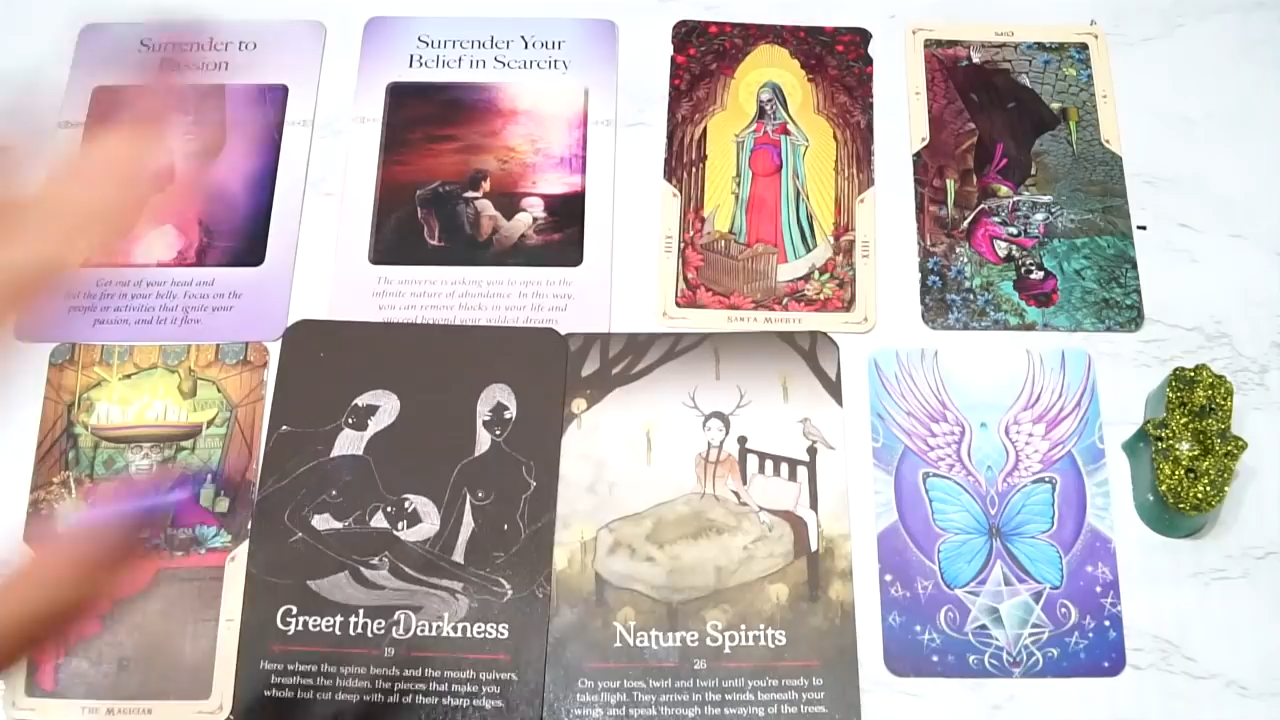 Surrender to
Passion
Get out of your head and
feel the fire in your belly. Focus on the
people or activities that ignite your
passion, and let it flow.
Surrender Your
Belief in Scarcity
The universe is asking you to open to the
infinite nature of abundance. In this way,
you can remove blocks in your life and
succeed beyond your wildest dreams.
XIII
XIII
SANTA MUERTE
THE MAGICIAN
Greet the Darkness
19
Here where the spine bends and the mouth quivers,
breathes the hidden, the pieces that make you
whole but cut deep with all of their sharp edges.
Nature Spirits
26
On your toes, twirl and twirl until you're ready to
take flight. They arrive in the winds beneath your
wings and speak through the swaying of the trees.